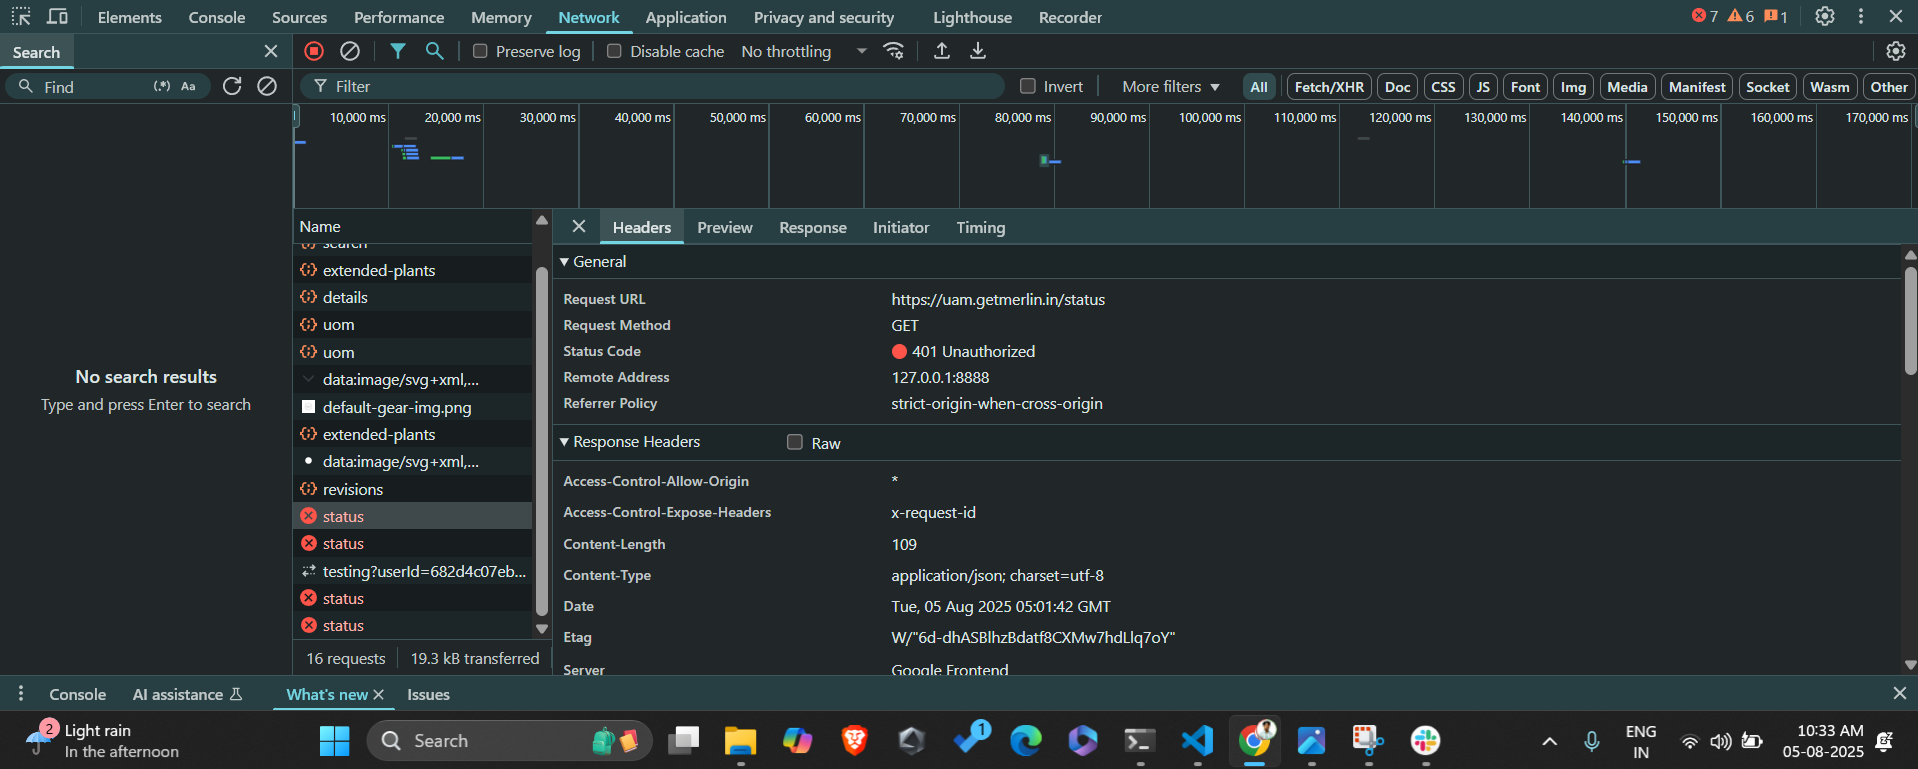 Elements Console Sources Performance Memory Network Application Privacy and security Lighthouse Recorder 7 6 1
Search
Preserve log Disable cache No throttling
Find (.*) Aa
Filter Invert More filters All Fetch/XHR Doc CSS JS Font Img Media Manifest Socket Wasm Other
10,000 ms 20,000 ms 30,000 ms 40,000 ms 50,000 ms 60,000 ms 70,000 ms 80,000 ms 90,000 ms 100,000 ms 110,000 ms 120,000 ms 130,000 ms 140,000 ms 150,000 ms 160,000 ms 170,000 ms
No search results
Type and press Enter to search
Name
search
extended-plants
details
uom
uom
data:image/svg+xml,...
default-gear-img.png
extended-plants
data:image/svg+xml,...
revisions
status
status
testing?userId=682d4c07eb...
status
status
16 requests 19.3 kB transferred
Headers Preview Response Initiator Timing
General
Request URL https://uam.getmerlin.in/status
Request Method GET
Status Code 401 Unauthorized
Remote Address 127.0.0.1:8888
Referrer Policy strict-origin-when-cross-origin
Response Headers Raw
Access-Control-Allow-Origin *
Access-Control-Expose-Headers x-request-id
Content-Length 109
Content-Type application/json; charset=utf-8
Date Tue, 05 Aug 2025 05:01:42 GMT
Etag W/"6d-dhASBlhzBdatf8CXMw7hdLlq7oY"
Server Google Frontend
Console AI assistance What's new Issues
2 Light rain
In the afternoon
Search
1
ENG
IN
10:33 AM
05-08-2025